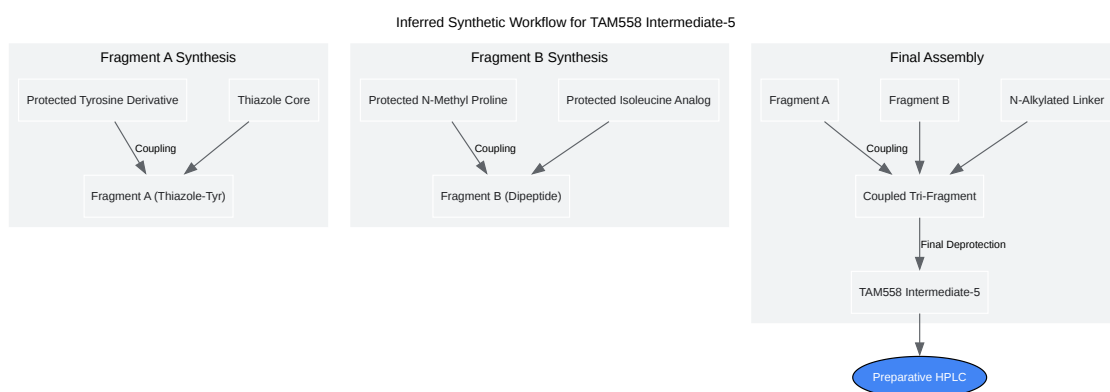 Inferred Synthetic Workflow for TAM558 Intermediate-5
Fragment A Synthesis
Protected Tyrosine Derivative
Thiazole Core
Coupling
Fragment A (Thiazole-Tyr)
Fragment B Synthesis
Protected N-Methyl Proline
Protected Isoleucine Analog
Coupling
Fragment B (Dipeptide)
Final Assembly
Fragment A
Fragment B
N-Alkylated Linker
Coupling
Coupled Tri-Fragment
Final Deprotection
TAM558 Intermediate-5
Preparative HPLC